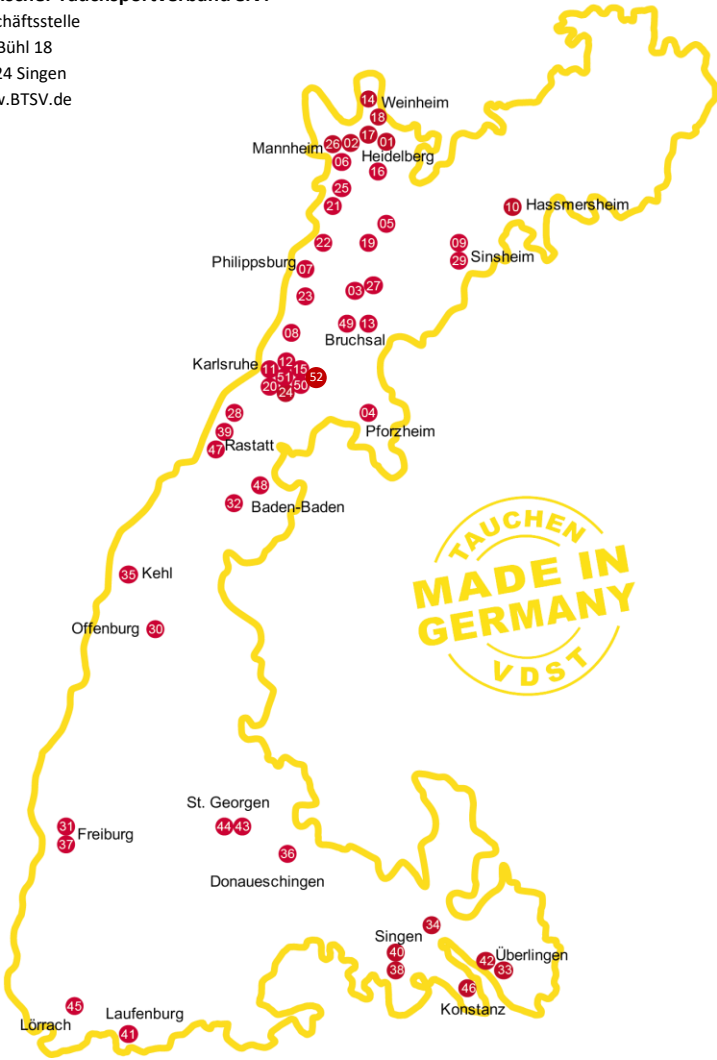 ischer Tauchsportverband e.V.
chäftsstelle
Bühl 18
24 Singen
w.BTSV.de
14 Weinheim
18
17
Mannheim 26 02 01
Heidelberg
06
16
25
21
10 Hassmersheim
05
22 19 09
29 Sinsheim
Philippsburg
07
03 27
23
49 13
08
Bruchsal
Karlsruhe
12
11 15
51 52
20 50
24
28 04
Pforzheim
39
47 Rastatt
48
32 Baden-Baden
TAUCHEN
MADE IN
GERMANY
VDST
35 Kehl
Offenburg 30
St. Georgen
31 44 43
Freiburg
37
36
Donaueschingen
34
Singen
40
38
42 Überlingen
33
46
Konstanz
45
Lörrach
Laufenburg
41